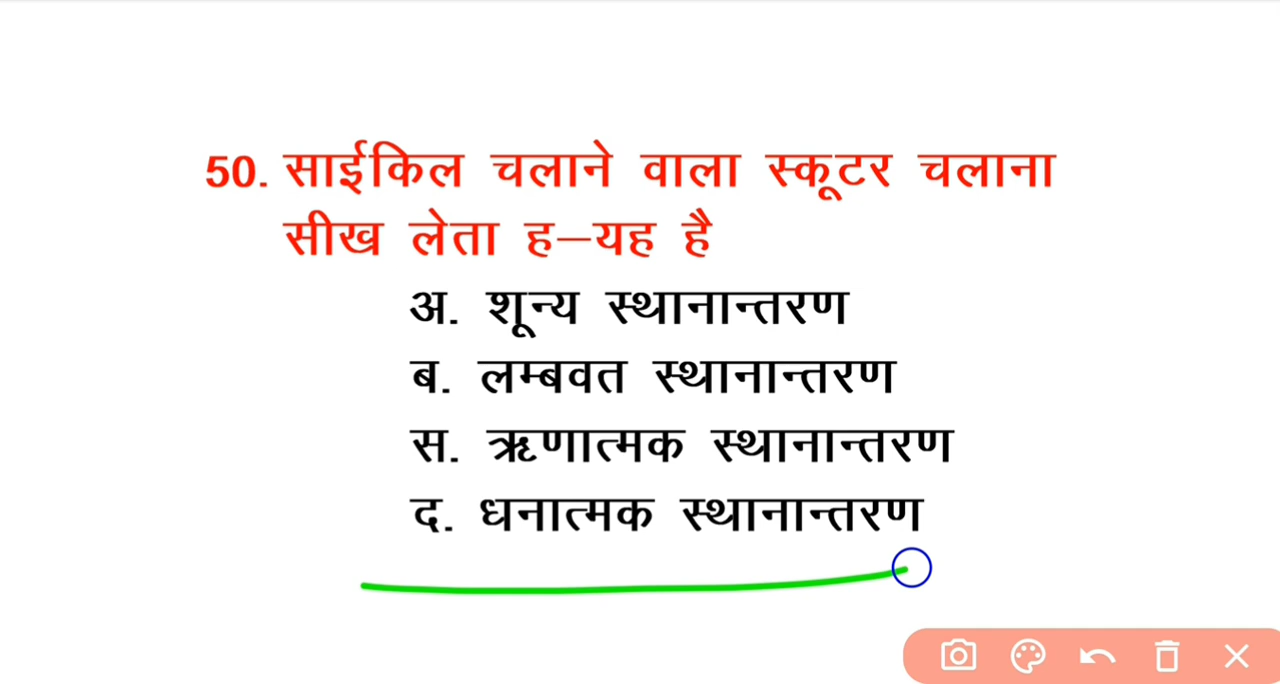 50. साईकिल चलाने वाला स्कूटर चलाना
सीख लेता ह–यह है
अ. शून्य स्थानान्तरण
ब. लम्बवत स्थानान्तरण
स. ऋणात्मक स्थानान्तरण
द. धनात्मक स्थानान्तरण